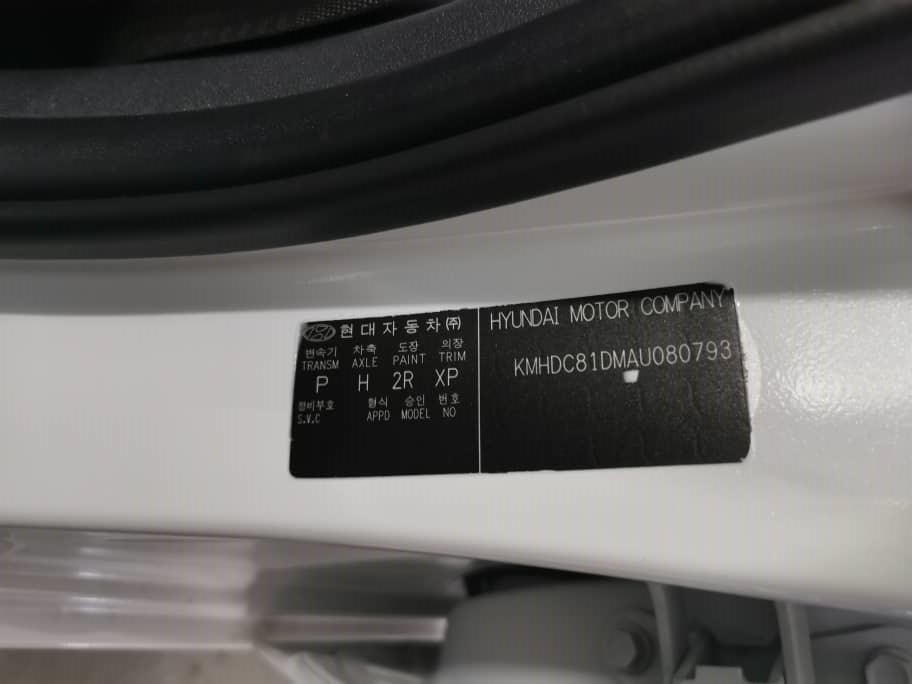 현대자동차㈜
변속기 차축 도장 의장
TRANSM AXLE PAINT TRIM
P H 2R XP
정비부호 형식 승인 번호
S.V.C APPD MODEL NO
HYUNDAI MOTOR COMPANY
KMHDC81DMAU080793